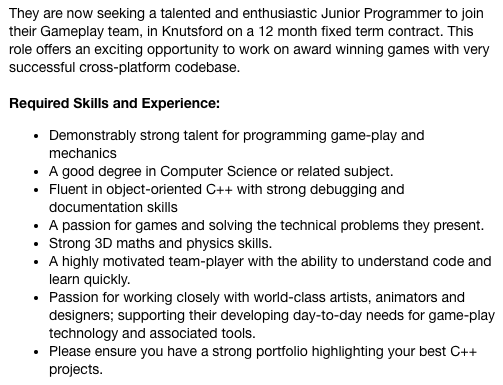 They are now seeking a talented and enthusiastic Junior Programmer to join
their Gameplay team, in Knutsford on a 12 month fixed term contract. This
role offers an exciting opportunity to work on award winning games with very
successful cross-platform codebase.
Required Skills and Experience:
• Demonstrably strong talent for programming game-play and
mechanics
• A good degree in Computer Science or related subject.
• Fluent in object-oriented C++ with strong debugging and
documentation skills
• A passion for games and solving the technical problems they present.
• Strong 3D maths and physics skills.
• A highly motivated team-player with the ability to understand code and
learn quickly.
• Passion for working closely with world-class artists, animators and
designers; supporting their developing day-to-day needs for game-play
technology and associated tools.
• Please ensure you have a strong portfolio highlighting your best C++
projects.